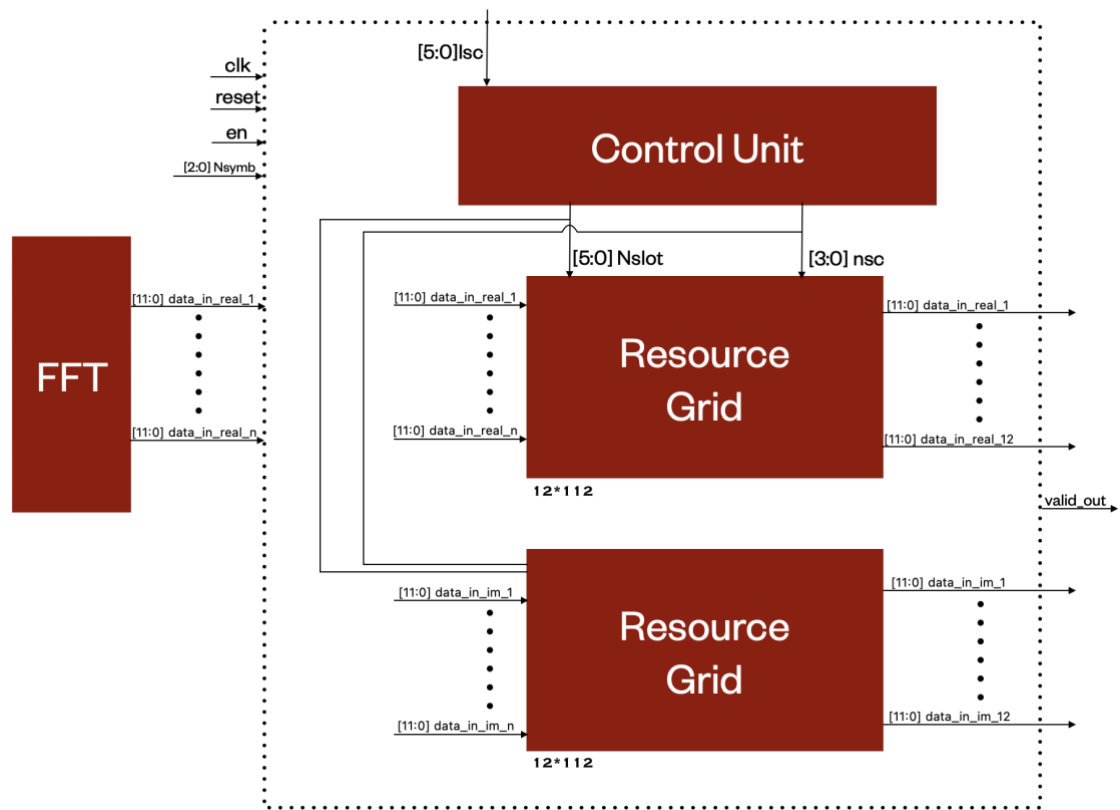 [5:0]Isc
clk
reset
en
[2:0] Nsymb
Control Unit
[5:0] Nslot
[3:0] nsc
FFT
[11:0] data_in_real_1
[11:0] data_in_real_n
[11:0] data_in_real_1
[11:0] data_in_real_n
Resource
Grid
12*112
[11:0] data_in_real_1
[11:0] data_in_real_12
valid_out
[11:0] data_in_im_1
[11:0] data_in_im_n
Resource
Grid
12*112
[11:0] data_in_im_1
[11:0] data_in_im_12